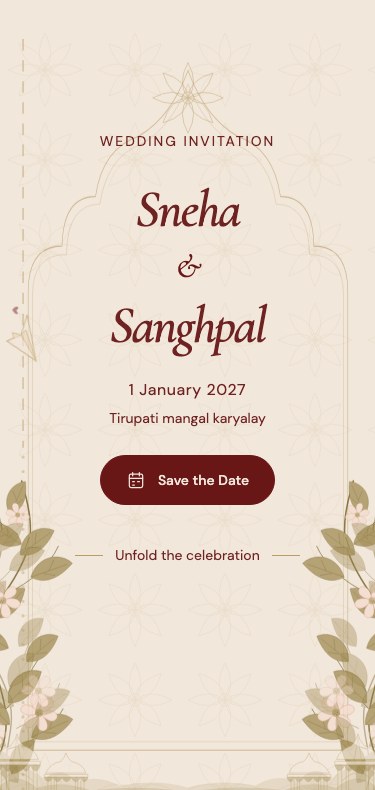 WEDDING INVITATION
Sneha
&
Sanghpal
1 January 2027
Tirupati mangal karyalay
Save the Date
Unfold the celebration